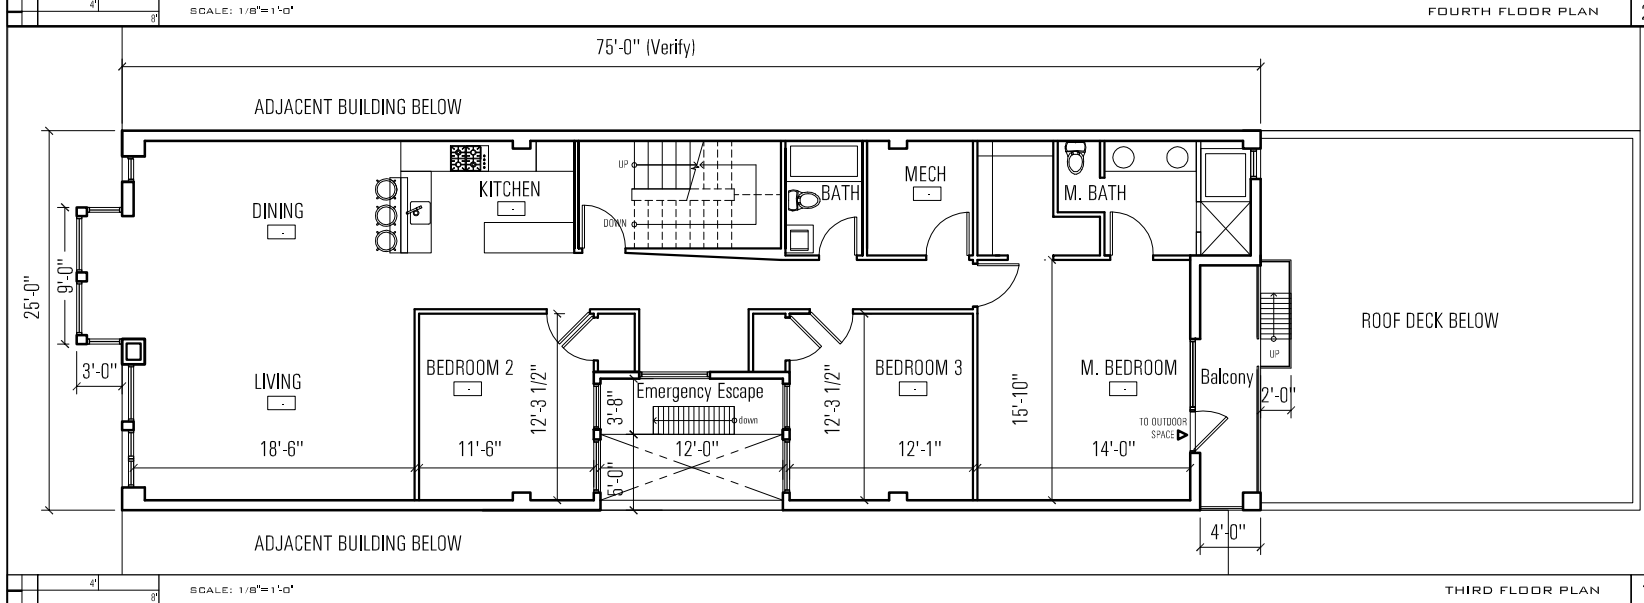 4'
8'
SCALE: 1/8"=1'-0"
FOURTH FLOOR PLAN
75'-0" (Verify)
ADJACENT BUILDING BELOW
UP
KITCHEN
BATH
MECH
M. BATH
DINING
DOWN
25'-0"
9'-0"
3'-0"
LIVING
BEDROOM 2
12'-3 1/2"
3'-8"
Emergency Escape
down
12'-3 1/2"
BEDROOM 3
15'-10"
M. BEDROOM
Balcony
UP
2'-0"
ROOF DECK BELOW
TO OUTDOOR
SPACE
18'-6"
11'-6"
5'-0"
12'-0"
12'-1"
14'-0"
4'-0"
ADJACENT BUILDING BELOW
4'
8'
SCALE: 1/8"=1'-0"
THIRD FLOOR PLAN